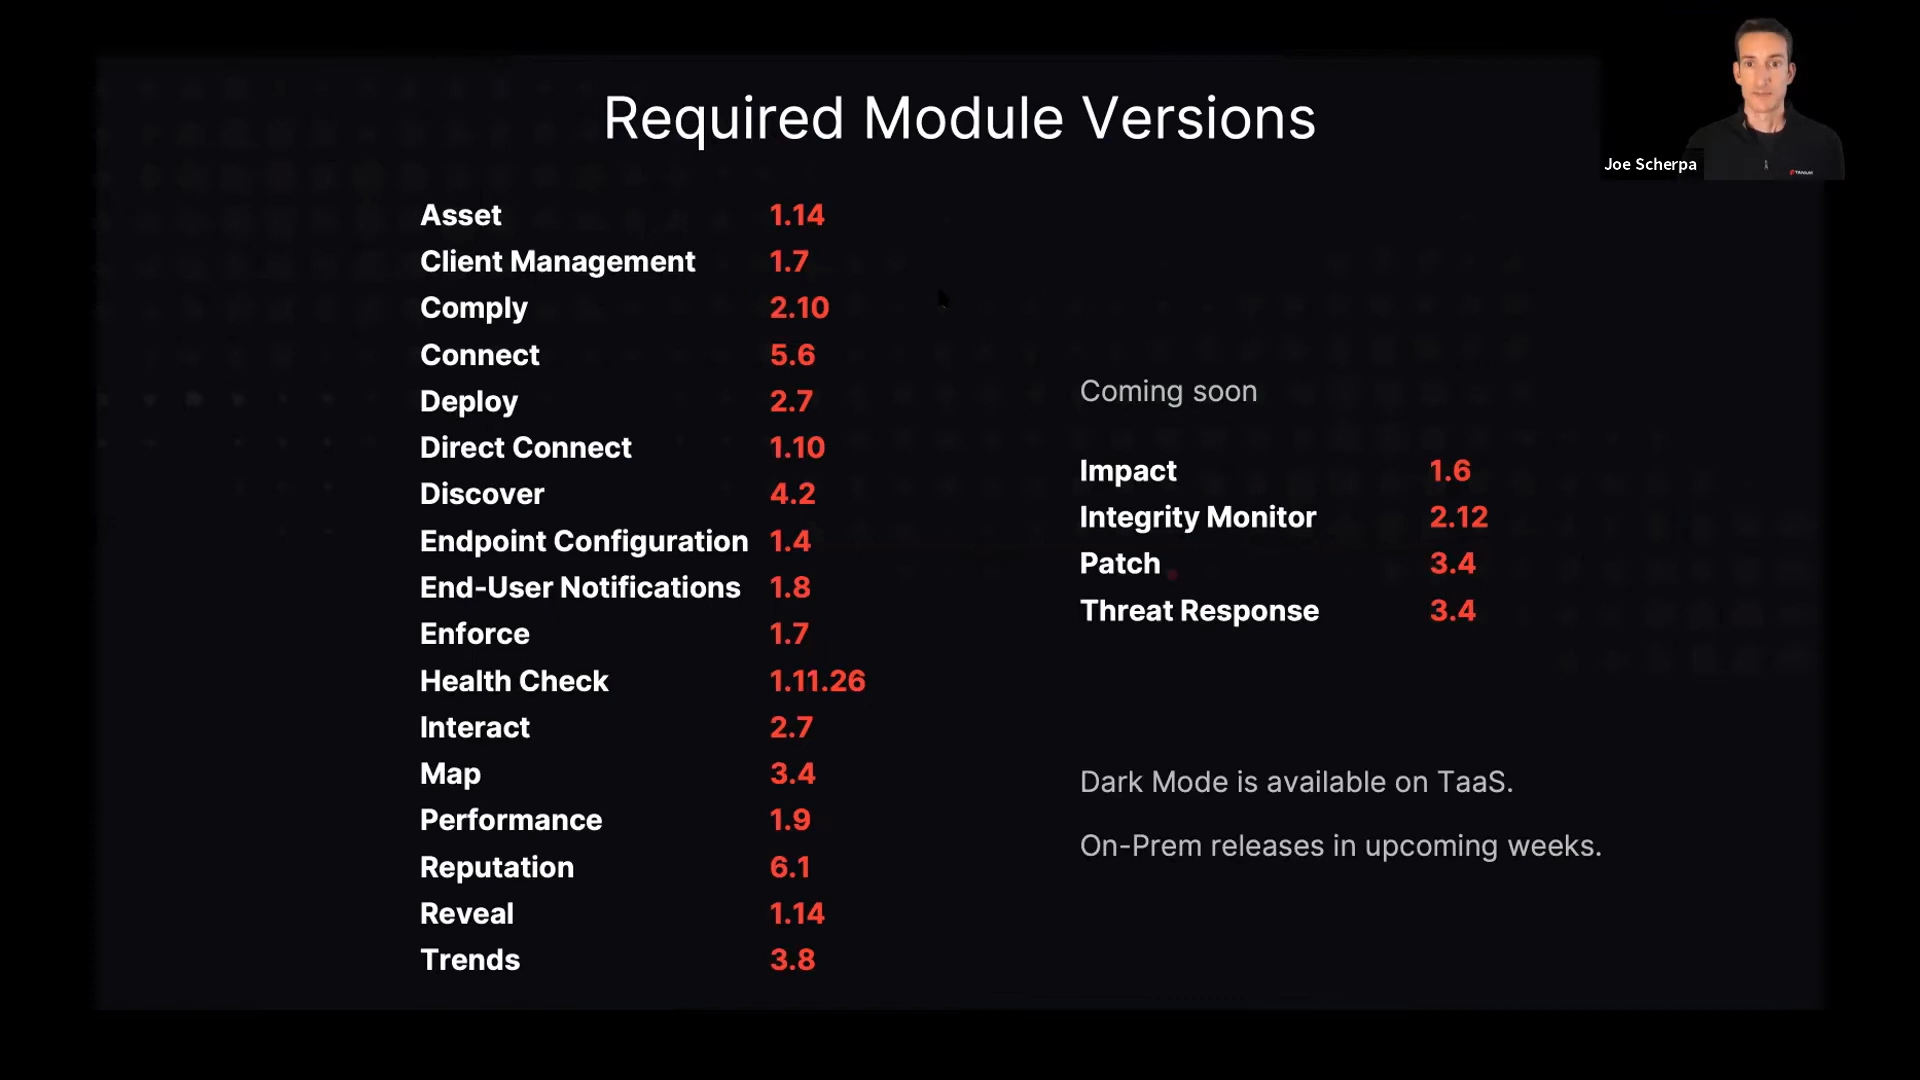 Required Module Versions
Joe Scherpa
TANIUM
Asset 1.14
Client Management 1.7
Comply 2.10
Connect 5.6
Deploy 2.7
Direct Connect 1.10
Discover 4.2
Endpoint Configuration 1.4
End-User Notifications 1.8
Enforce 1.7
Health Check 1.11.26
Interact 2.7
Map 3.4
Performance 1.9
Reputation 6.1
Reveal 1.14
Trends 3.8
Coming soon
Impact 1.6
Integrity Monitor 2.12
Patch 3.4
Threat Response 3.4
Dark Mode is available on TaaS.
On-Prem releases in upcoming weeks.